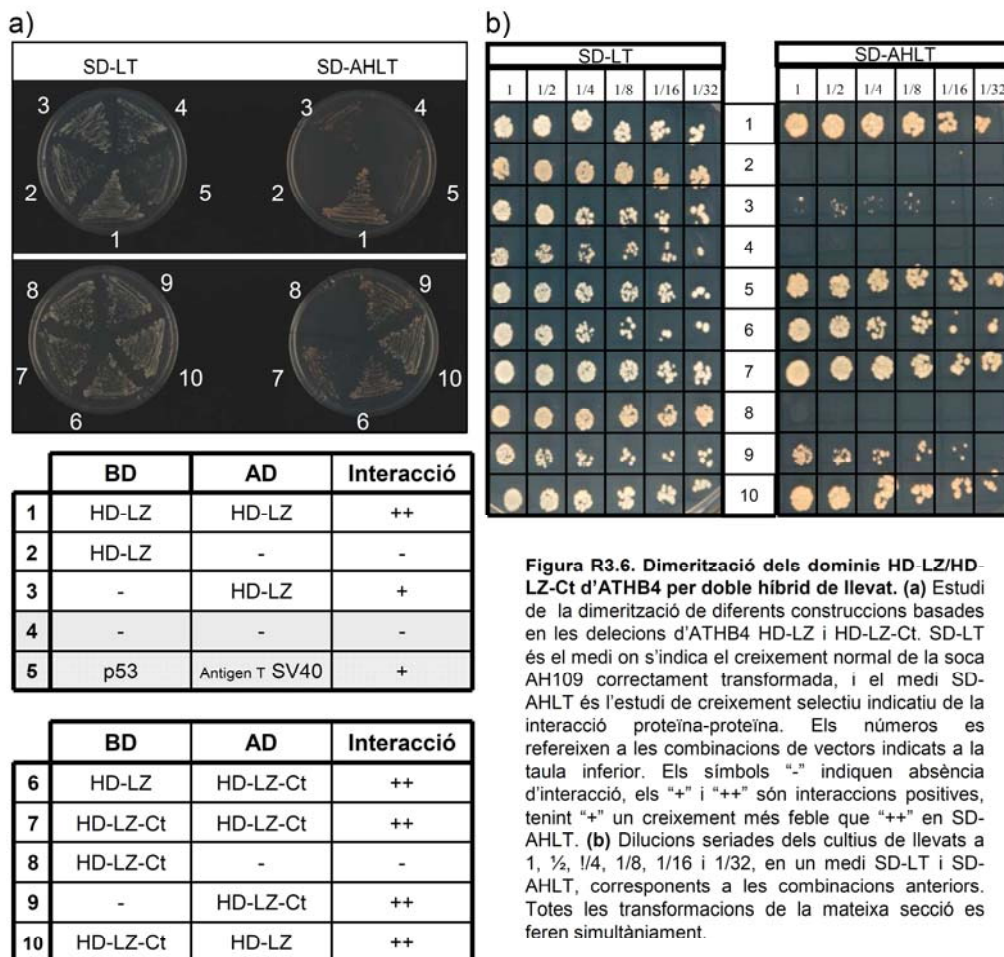 a)
SD-LT SD-AHLT
3 4 3 4
2 5 2 5
1 1
8 9 8 9
7 10 7 10
6 6
BD AD Interacció
1 HD-LZ HD-LZ ++
2 HD-LZ - -
3 - HD-LZ +
4 - - -
5 p53 Antigen T SV40 +
BD AD Interacció
6 HD-LZ HD-LZ-Ct ++
7 HD-LZ-Ct HD-LZ-Ct ++
8 HD-LZ-Ct - -
9 - HD-LZ-Ct ++
10 HD-LZ-Ct HD-LZ ++
b)
SD-LT SD-AHLT
1 1/2 1/4 1/8 1/16 1/32 1 1/2 1/4 1/8 1/16 1/32
1
2
3
4
5
6
7
8
9
10
Figura R3.6. Dimerització dels dominis HD-LZ/HD-
LZ-Ct d'ATHB4 per doble híbrid de llevat. (a) Estudi
de la dimerització de diferents construccions basades
en les delecions d'ATHB4 HD-LZ i HD-LZ-Ct. SD-LT
és el medi on s'indica el creixement normal de la soca
AH109 correctament transformada, i el medi SD-
AHLT és l'estudi de creixement selectiu indicatiu de la
interacció proteïna-proteïna. Els números es
refereixen a les combinacions de vectors indicats a la
taula inferior. Els símbols "-" indiquen absència
d'interacció, els "+" i "++" són interaccions positives,
tenint "+" un creixement més feble que "++" en SD-
AHLT. (b) Dilucions seriades dels cultius de llevats a
1, ½, !/4, 1/8, 1/16 i 1/32, en un medi SD-LT i SD-
AHLT, corresponents a les combinacions anteriors.
Totes les transformacions de la mateixa secció es
feren simultàniament.